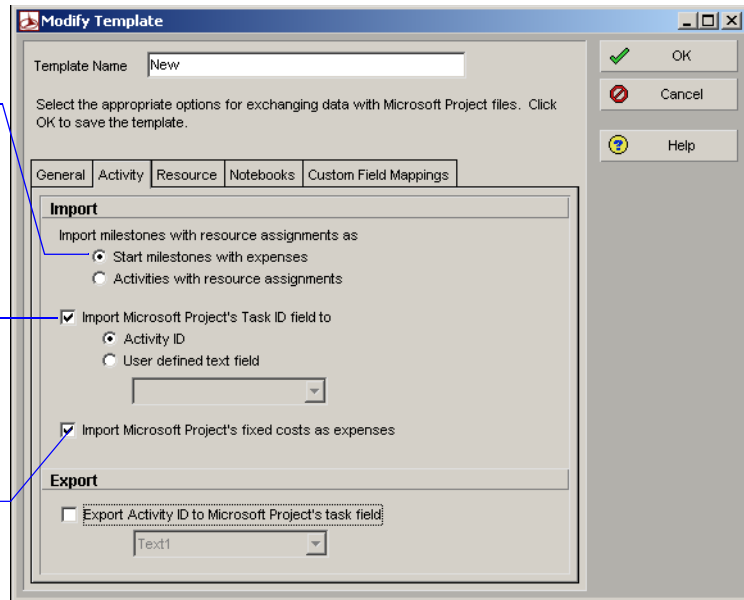 Modify Template
Template Name New
OK
Select the appropriate options for exchanging data with Microsoft Project files. Click
OK to save the template.
Cancel
Help
General Activity Resource Notebooks Custom Field Mappings
Import
Import milestones with resource assignments as
Start milestones with expenses
Activities with resource assignments
Import Microsoft Project's Task ID field to
Activity ID
User defined text field
Import Microsoft Project's fixed costs as expenses
Export
Export Activity ID to Microsoft Project's task field
Text1